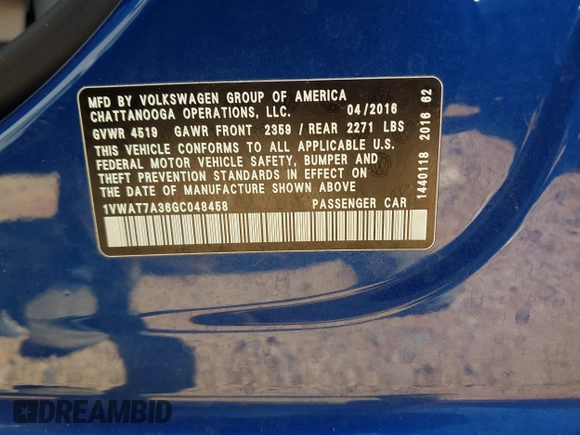 MFD BY VOLKSWAGEN GROUP OF AMERICA
CHATTANOOGA OPERATIONS, LLC. 04/2016
GVWR 4519 GAWR FRONT 2359 / REAR 2271 LBS
THIS VEHICLE CONFORMS TO ALL APPLICABLE U.S.
FEDERAL MOTOR VEHICLE SAFETY, BUMPER AND
THEFT PREVENTION STANDARDS IN EFFECT ON
DATE OF MANUFACTURE SHOWN ABOVE
1VWAT7A36GC048458 PASSENGER CAR
1440118 2016 62
DREAMBID